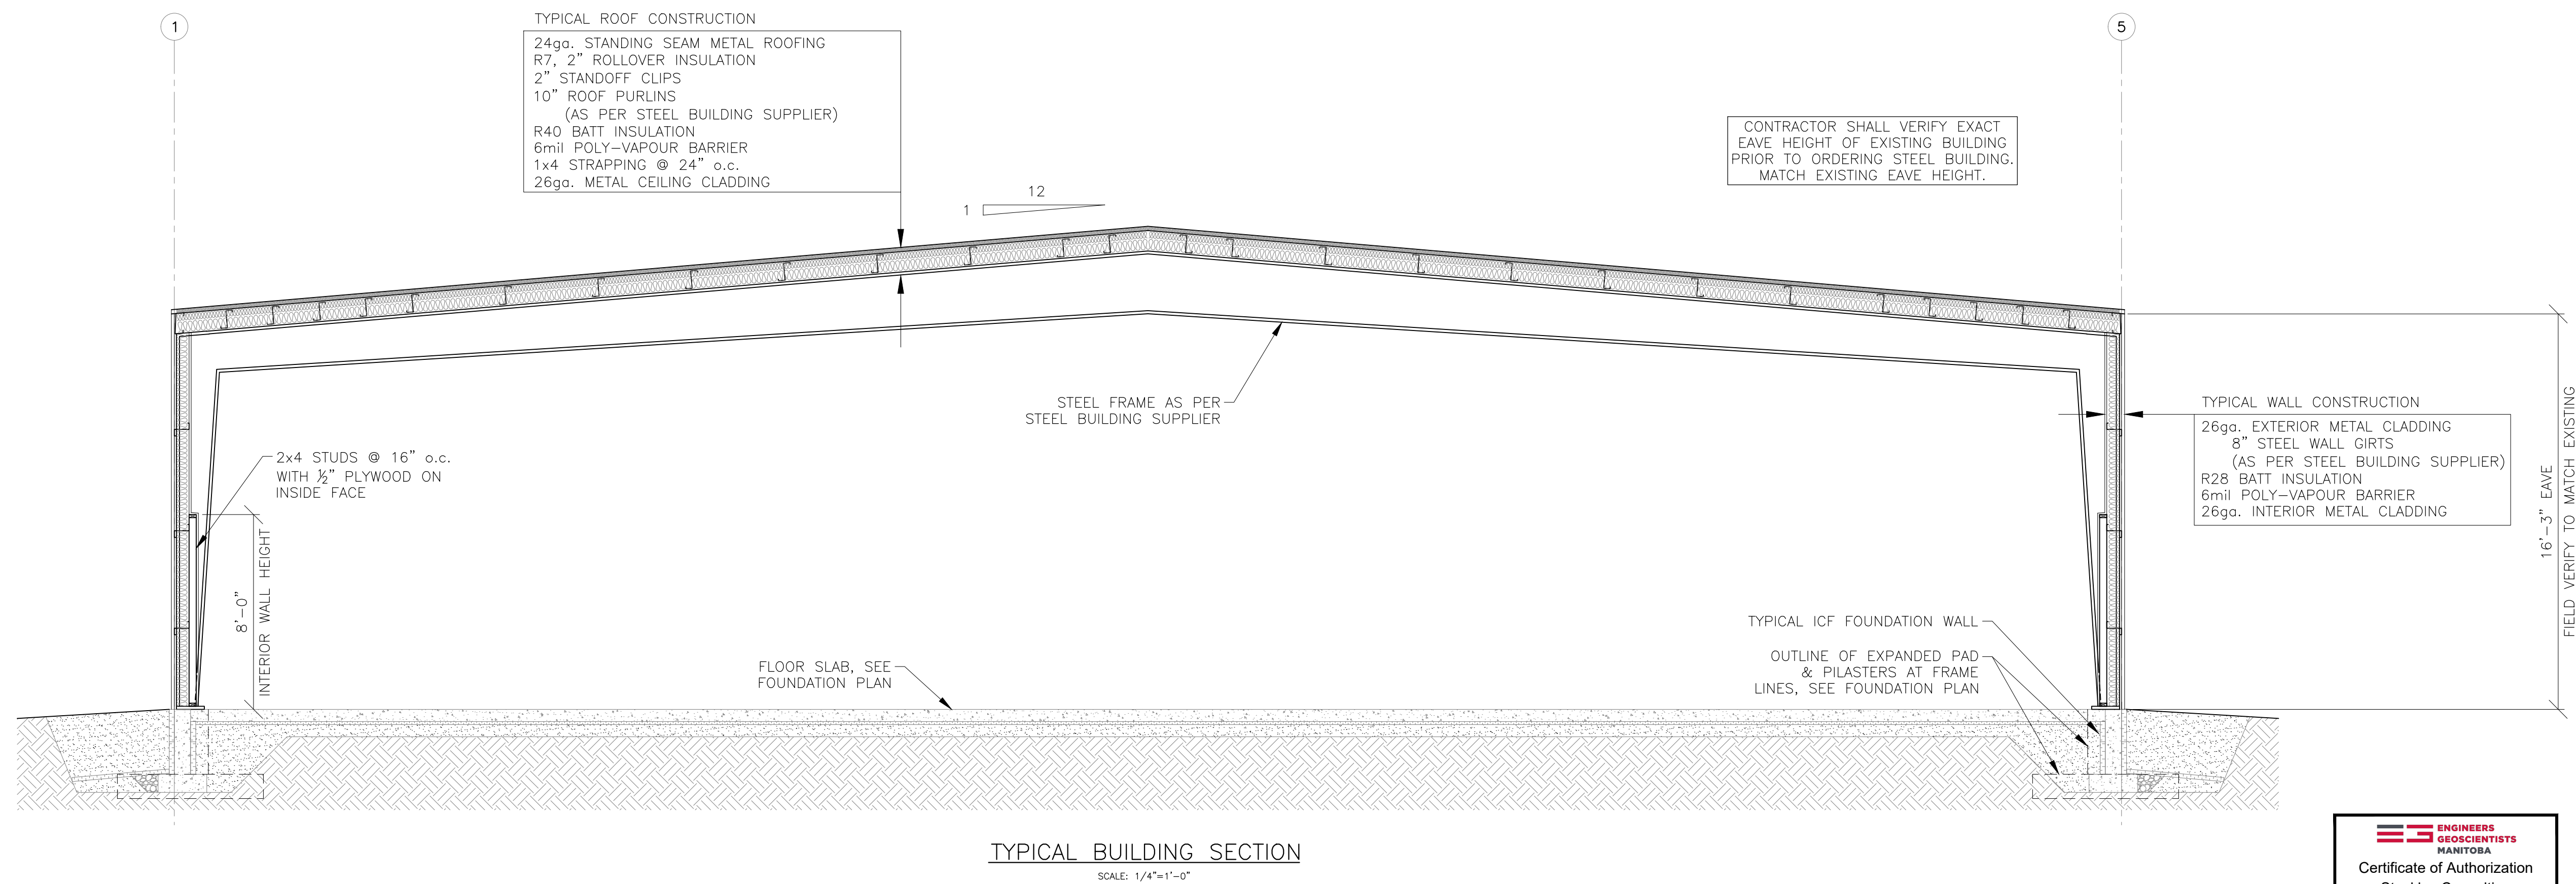 1
5
TYPICAL ROOF CONSTRUCTION
24ga. STANDING SEAM METAL ROOFING
R7, 2" ROLLOVER INSULATION
2" STANDOFF CLIPS
10" ROOF PURLINS
(AS PER STEEL BUILDING SUPPLIER)
R40 BATT INSULATION
6mil POLY-VAPOUR BARRIER
1x4 STRAPPING @ 24" o.c.
26ga. METAL CEILING CLADDING
CONTRACTOR SHALL VERIFY EXACT
EAVE HEIGHT OF EXISTING BUILDING
PRIOR TO ORDERING STEEL BUILDING.
MATCH EXISTING EAVE HEIGHT.
12
1
STEEL FRAME AS PER
STEEL BUILDING SUPPLIER
TYPICAL WALL CONSTRUCTION
26ga. EXTERIOR METAL CLADDING
8" STEEL WALL GIRTS
(AS PER STEEL BUILDING SUPPLIER)
R28 BATT INSULATION
6mil POLY-VAPOUR BARRIER
26ga. INTERIOR METAL CLADDING
16'-3" EAVE
FIELD VERIFY TO MATCH EXISTING
2x4 STUDS @ 16" o.c.
WITH ½" PLYWOOD ON
INSIDE FACE
8'-0"
INTERIOR WALL HEIGHT
FLOOR SLAB, SEE
FOUNDATION PLAN
TYPICAL ICF FOUNDATION WALL
OUTLINE OF EXPANDED PAD
& PILASTERS AT FRAME
LINES, SEE FOUNDATION PLAN
TYPICAL BUILDING SECTION
SCALE: 1/4"=1'-0"
ENGINEERS
GEOSCIENTISTS
MANITOBA
Certificate of Authorization